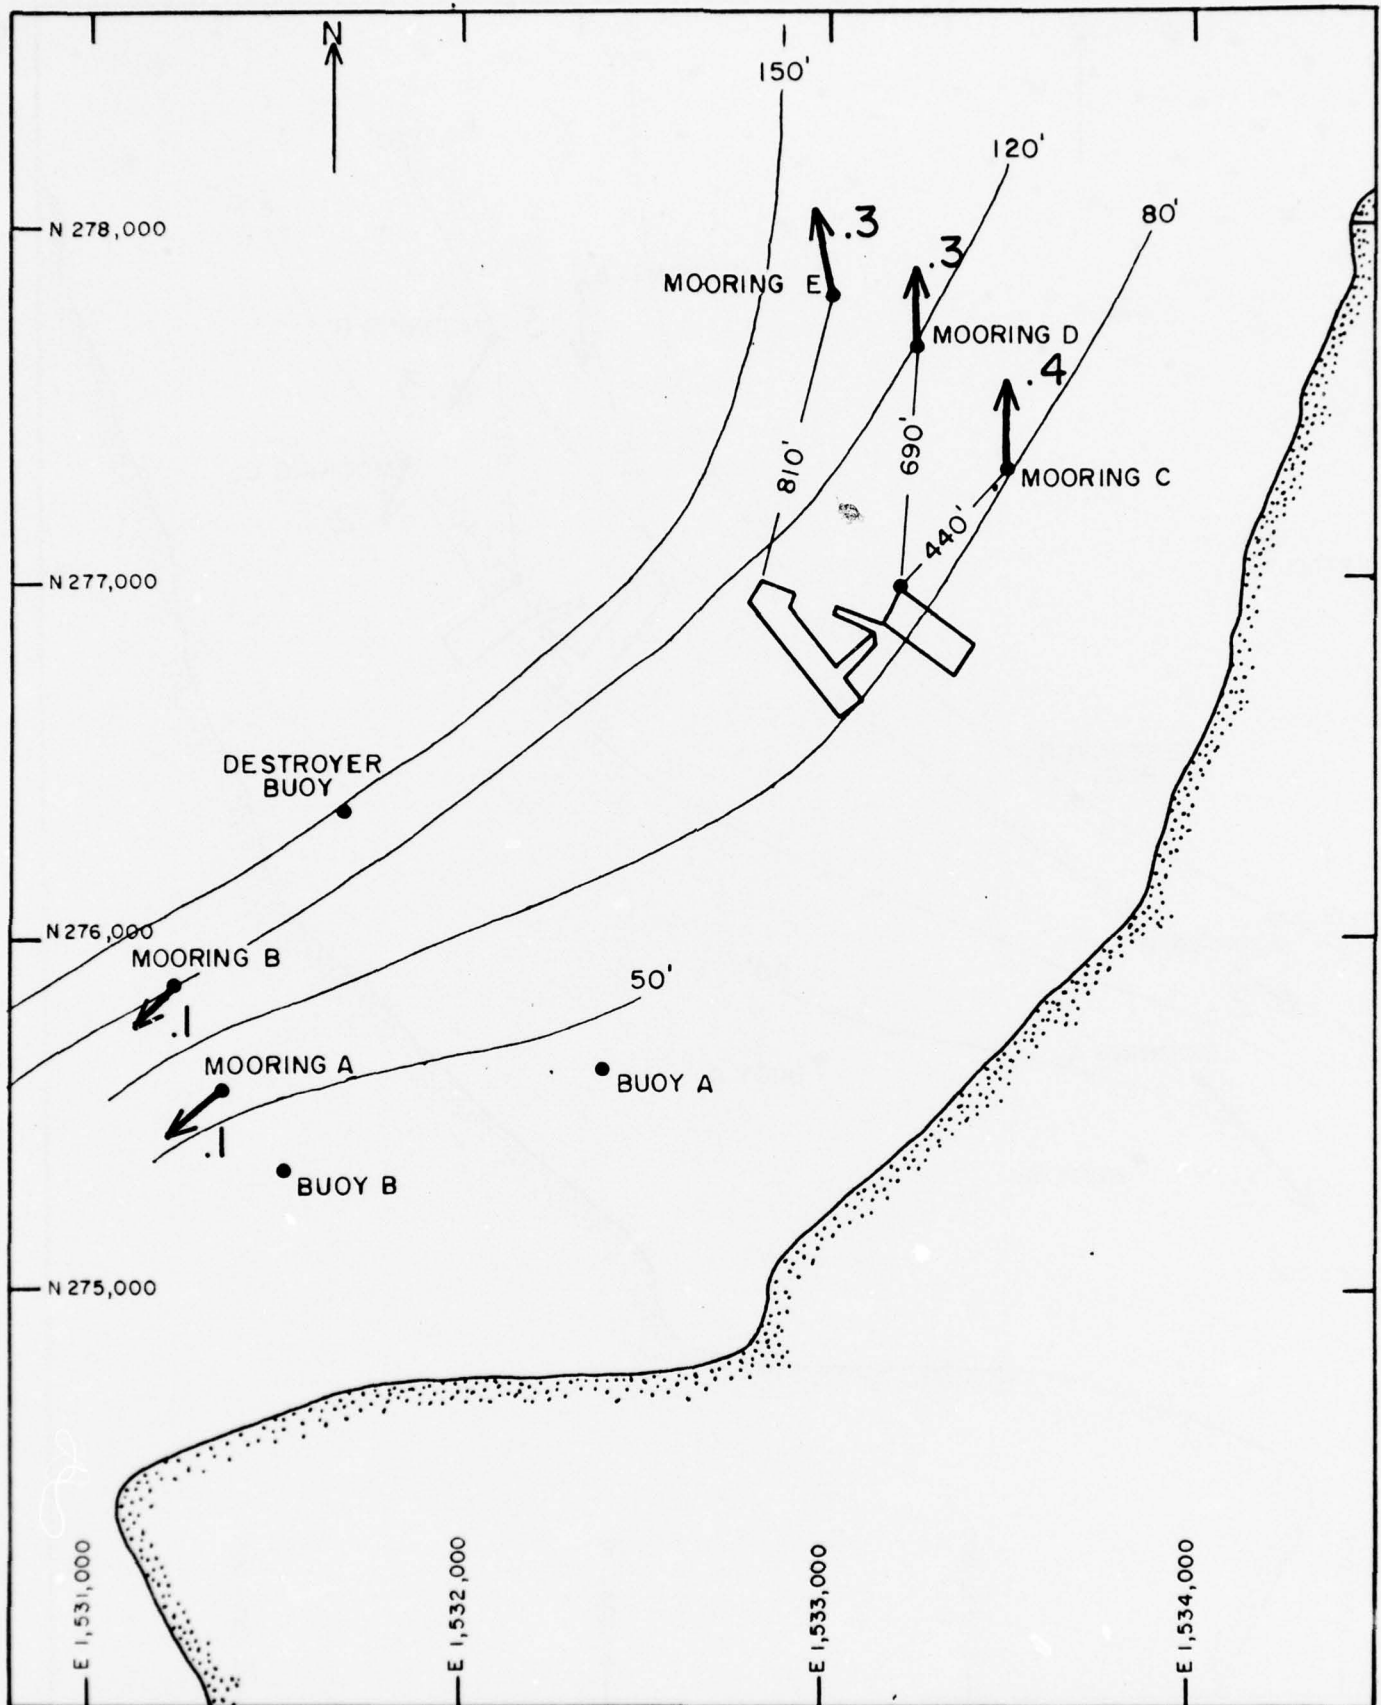 N
150'
120'
80'
N 278,000
.3
.3
MOORING E
MOORING D
.4
810'
690'
MOORING C
440'
N 277,000
DESTROYER
BUOY
N 276,000
MOORING B
50'
.1
MOORING A
BUOY A
.1
BUOY B
N 275,000
E 1,531,000
E 1,532,000
E 1,533,000
E 1,534,000